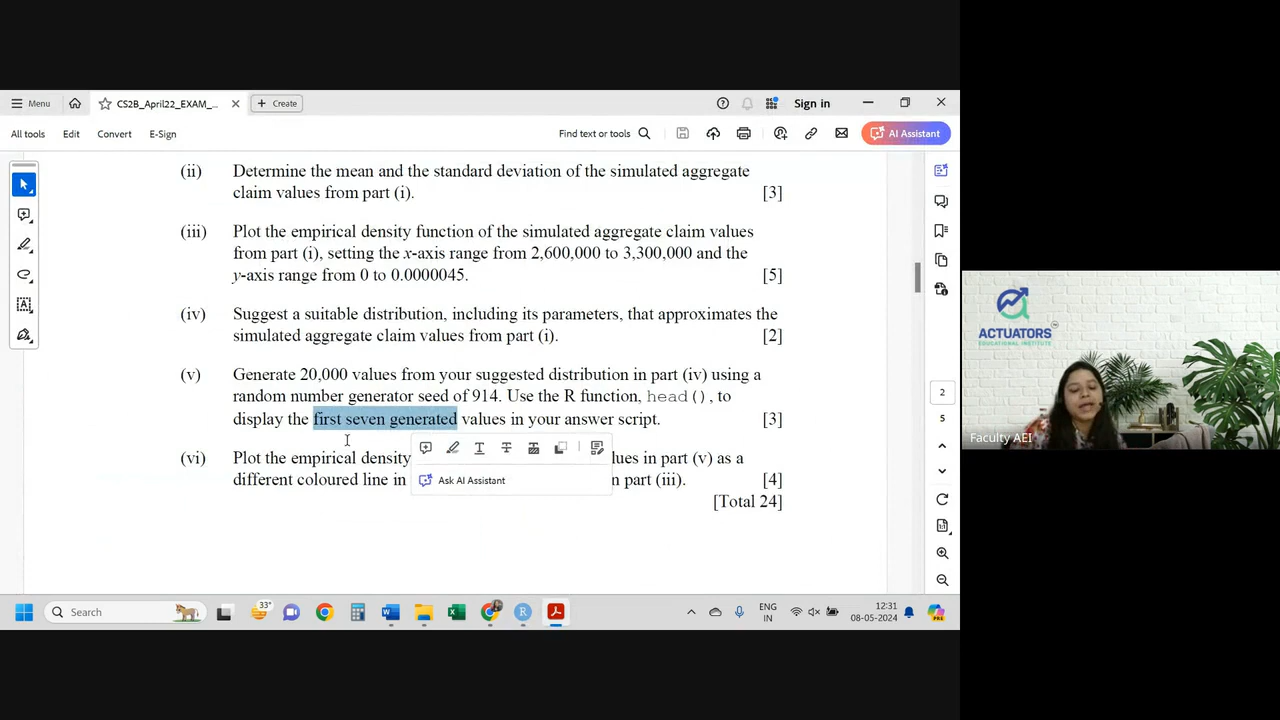 Menu
CS2B_April22_EXAM_...
Create
Sign in
All tools
Edit
Convert
E-Sign
Find text or tools
AI Assistant
(ii) Determine the mean and the standard deviation of the simulated aggregate
claim values from part (i). [3]
(iii) Plot the empirical density function of the simulated aggregate claim values
from part (i), setting the x-axis range from 2,600,000 to 3,300,000 and the
y-axis range from 0 to 0.0000045. [5]
(iv) Suggest a suitable distribution, including its parameters, that approximates the
simulated aggregate claim values from part (i). [2]
(v) Generate 20,000 values from your suggested distribution in part (iv) using a
random number generator seed of 914. Use the R function, head(), to
display the first seven generated values in your answer script. [3]
(vi) Plot the empirical density lues in part (v) as a
different coloured line in n part (iii). [4]
[Total 24]
Ask AI Assistant
2
5
ACTUATORS
EDUCATIONAL INSTITUTE
Faculty AEI
Search
33°
ENG
IN
12:31
08-05-2024